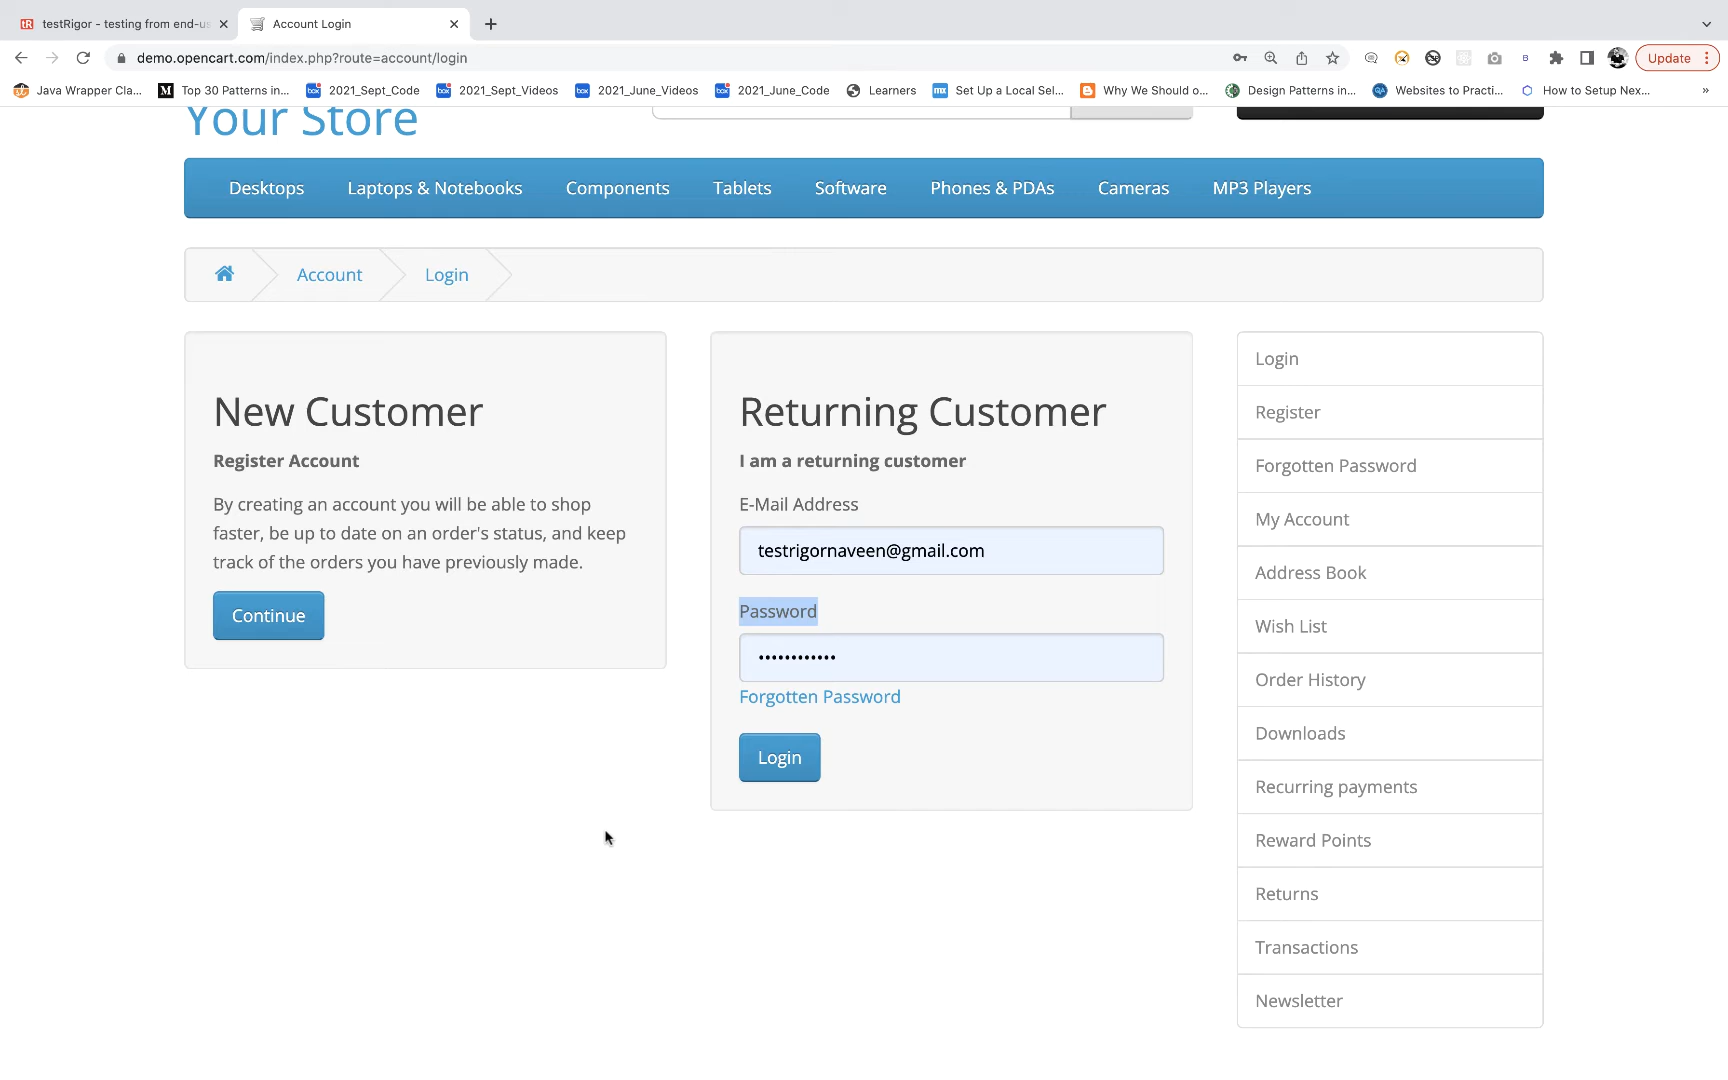 testRigor - testing from end-us
Account Login
demo.opencart.com/index.php?route=account/login
Update
Java Wrapper Cla...
Top 30 Patterns in...
2021_Sept_Code
2021_Sept_Videos
2021_June_Videos
2021_June_Code
Learners
Set Up a Local Sel...
Why We Should o...
Design Patterns in...
Websites to Practi...
How to Setup Nex...
»
Your Store
Desktops
Laptops & Notebooks
Components
Tablets
Software
Phones & PDAs
Cameras
MP3 Players
Account
Login
New Customer
Register Account
By creating an account you will be able to shop
faster, be up to date on an order's status, and keep
track of the orders you have previously made.
Continue
Returning Customer
I am a returning customer
E-Mail Address
testrigornaveen@gmail.com
Password
••••••••••••
Forgotten Password
Login
Login
Register
Forgotten Password
My Account
Address Book
Wish List
Order History
Downloads
Recurring payments
Reward Points
Returns
Transactions
Newsletter